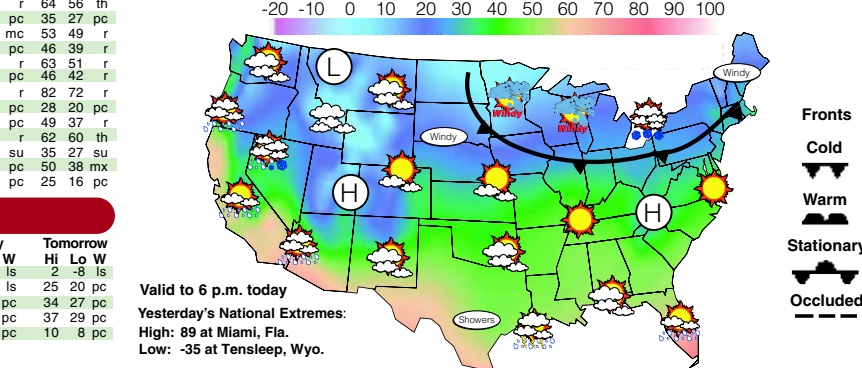 r 64 56 th
pc 35 27 pc
mc 53 49 r
pc 46 39 r
r 63 51 r
pc 46 42 r
r 82 72 r
pc 28 20 pc
pc 49 37 r
r 62 60 th
su 35 27 su
pc 50 38 mx
pc 25 16 pc
y Tomorrow
W Hi Lo W
ls 2 -8 ls
ls 25 20 pc
pc 34 27 pc
pc 37 29 pc
pc 10 8 pc
-20 -10 0 10 20 30 40 50 60 70 80 90 100
L
Windy
Windy
Windy
Windy
H
H
Showers
Valid to 6 p.m. today
Yesterday's National Extremes:
High: 89 at Miami, Fla.
Low: -35 at Tensleep, Wyo.
Fronts
Cold
Warm
Stationary
Occluded